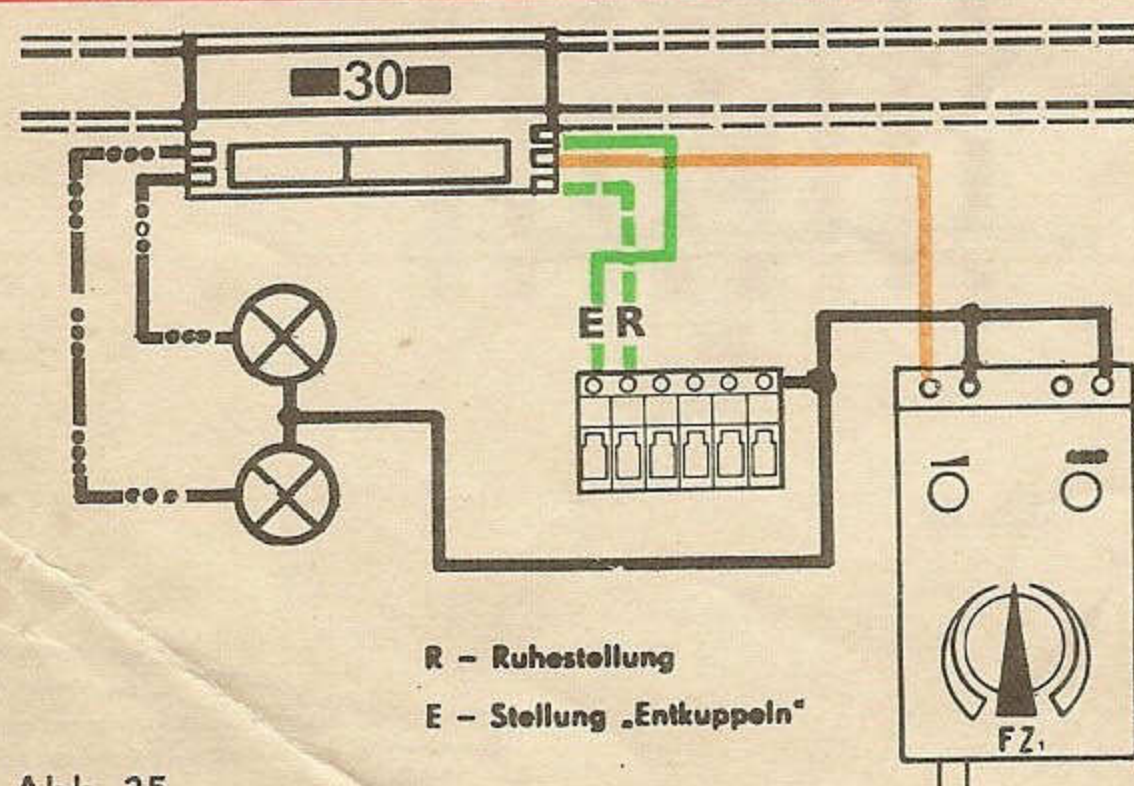 30
E R
R – Ruhestellung
E – Stellung „Entkuppeln“
FZ₁